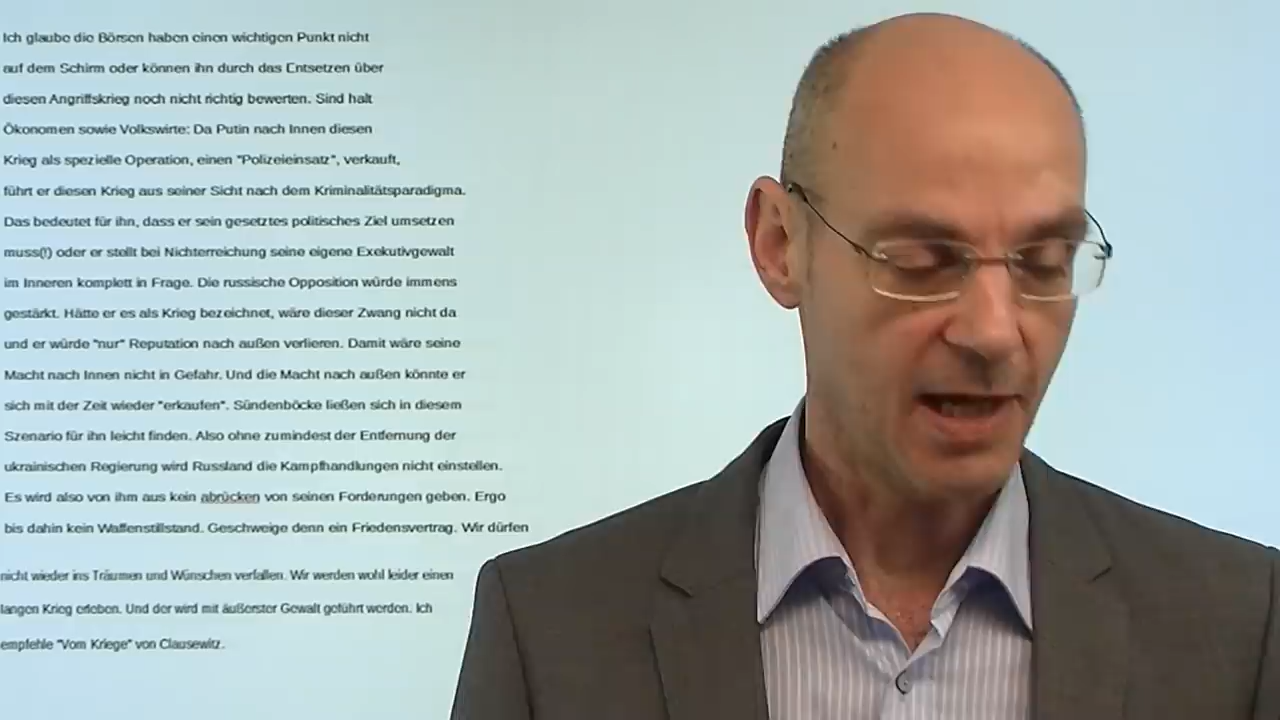 Ich glaube die Börsen haben einen wichtigen Punkt nicht
auf dem Schirm oder können ihn durch das Entsetzen über
diesen Angriffskrieg noch nicht richtig bewerten. Sind halt
Ökonomen sowie Volkswirte: Da Putin nach Innen diesen
Krieg als spezielle Operation, einen "Polizeieinsatz", verkauft,
führt er diesen Krieg aus seiner Sicht nach dem Kriminalitätsparadigma.
Das bedeutet für ihn, dass er sein gesetztes politisches Ziel umsetzen
muss(!) oder er stellt bei Nichterreichung seine eigene Exekutivgewalt
im Inneren komplett in Frage. Die russische Opposition würde immens
gestärkt. Hätte er es als Krieg bezeichnet, wäre dieser Zwang nicht da
und er würde "nur" Reputation nach außen verlieren. Damit wäre seine
Macht nach Innen nicht in Gefahr. Und die Macht nach außen könnte er
sich mit der Zeit wieder "erkaufen". Sündenböcke ließen sich in diesem
Szenario für ihn leicht finden. Also ohne zumindest der Entfernung der
ukrainischen Regierung wird Russland die Kampfhandlungen nicht einstellen.
Es wird also von ihm aus kein abrücken von seinen Forderungen geben. Ergo
bis dahin kein Waffenstillstand. Geschweige denn ein Friedensvertrag. Wir dürfen
nicht wieder ins Träumen und Wünschen verfallen. Wir werden wohl leider einen
langen Krieg erleben. Und der wird mit äußerster Gewalt geführt werden. Ich
empfehle "Vom Kriege" von Clausewitz.